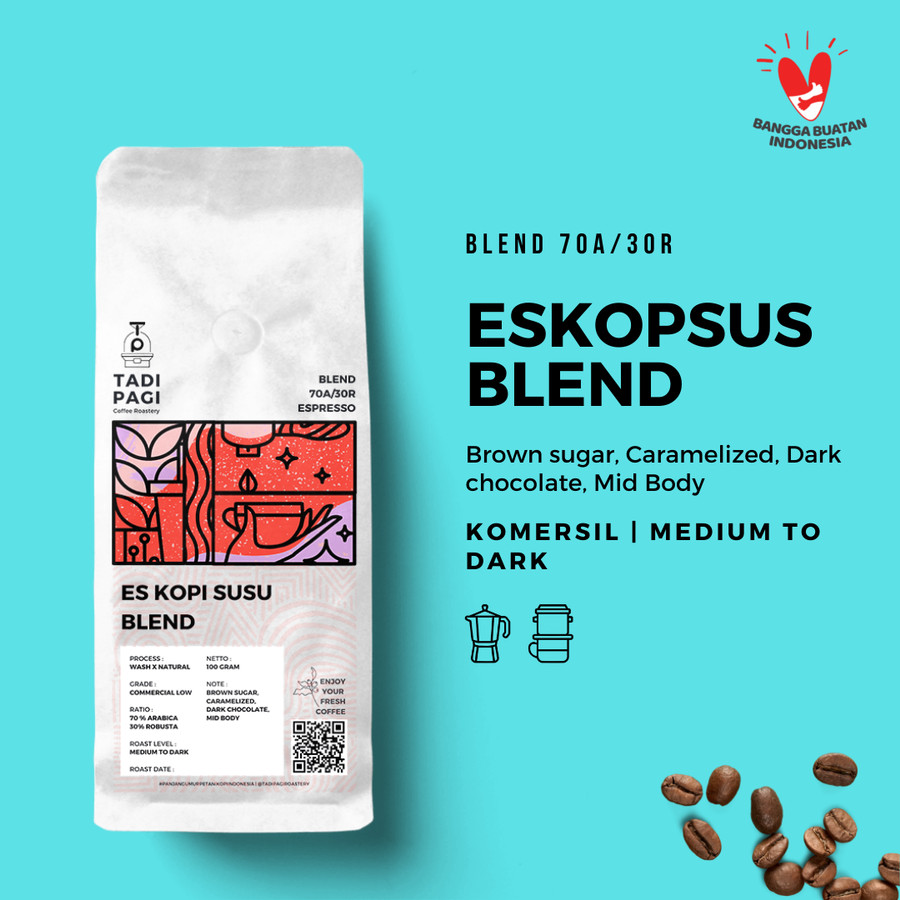 BANGGA BUATAN
INDONESIA
BLEND 70A/30R
ESKOPSUS
BLEND
Brown sugar, Caramelized, Dark
chocolate, Mid Body
KOMERSIL | MEDIUM TO
DARK
TP
TADI
PAGI
Coffee Roastery
BLEND
70A/30R
ESPRESSO
ES KOPI SUSU
BLEND
PROCESS :
WASH X NATURAL
GRADE :
COMMERCIAL LOW
RATIO :
70 % ARABICA
30% ROBUSTA
ROAST LEVEL :
MEDIUM TO DARK
ROAST DATE :
NETTO :
100 GRAM
NOTE :
BROWN SUGAR,
CARAMELIZED,
DARK CHOCOLATE,
MID BODY
ENJOY
YOUR
FRESH
COFFEE
#PANJANGUMURPETANIKOPIINDONESIA | @TADIPAGIROASTERY